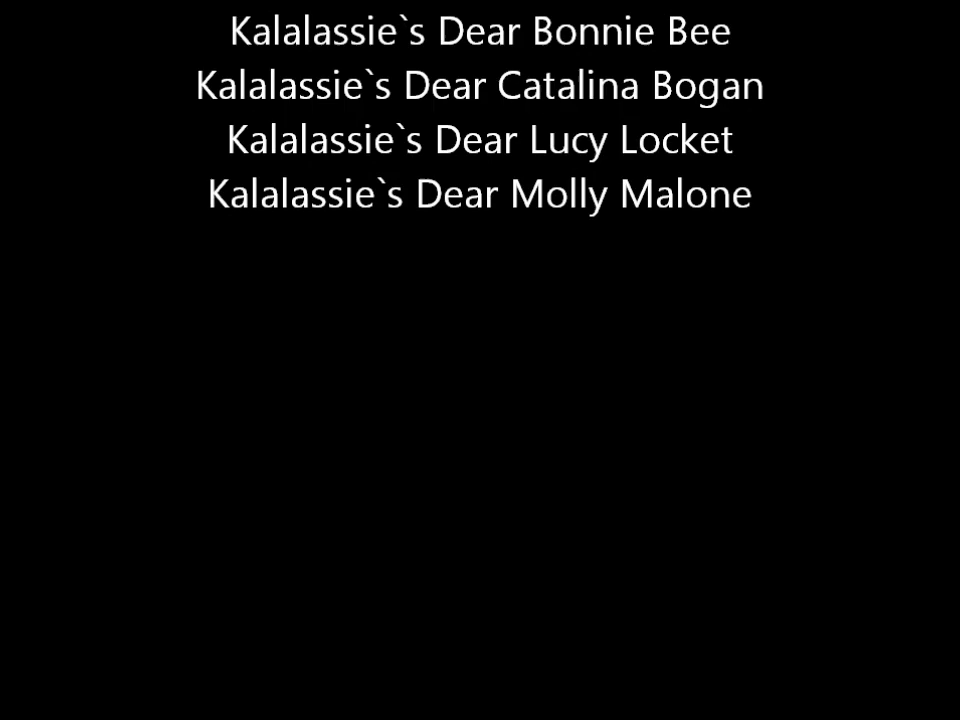 Kalalassie`s Dear Bonnie Bee
Kalalassie`s Dear Catalina Bogan
Kalalassie`s Dear Lucy Locket
Kalalassie`s Dear Molly Malone